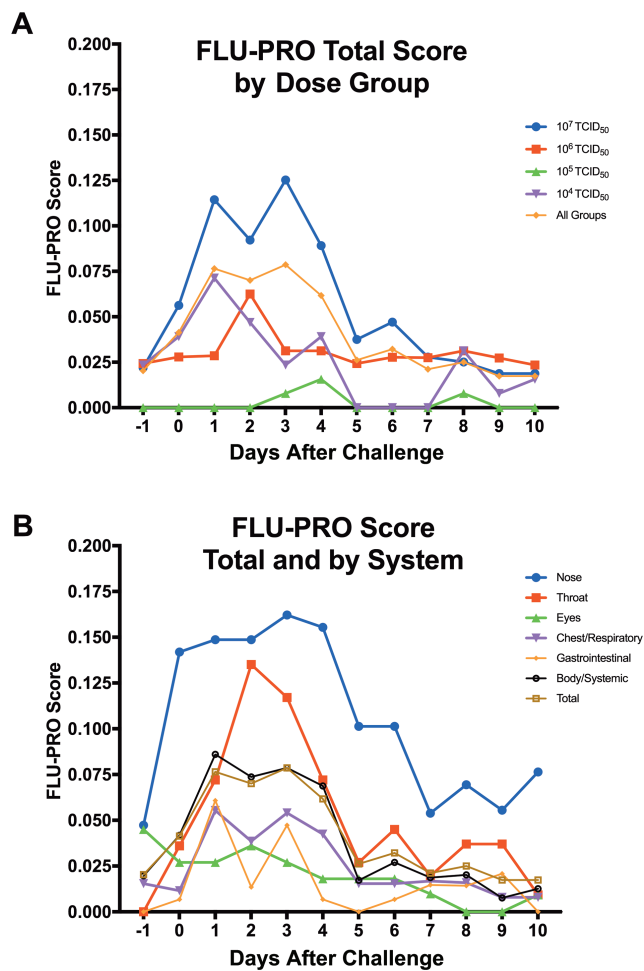 A
FLU-PRO Total Score
by Dose Group
0.200
0.175
0.150
0.125
0.100
0.075
0.050
0.025
0.000
FLU-PRO Score
-1 0 1 2 3 4 5 6 7 8 9 10
Days After Challenge
10⁷ TCID₅₀
10⁶ TCID₅₀
10⁵ TCID₅₀
10⁴ TCID₅₀
All Groups
B
FLU-PRO Score
Total and by System
0.200
0.175
0.150
0.125
0.100
0.075
0.050
0.025
0.000
FLU-PRO Score
-1 0 1 2 3 4 5 6 7 8 9 10
Days After Challenge
Nose
Throat
Eyes
Chest/Respiratory
Gastrointestinal
Body/Systemic
Total